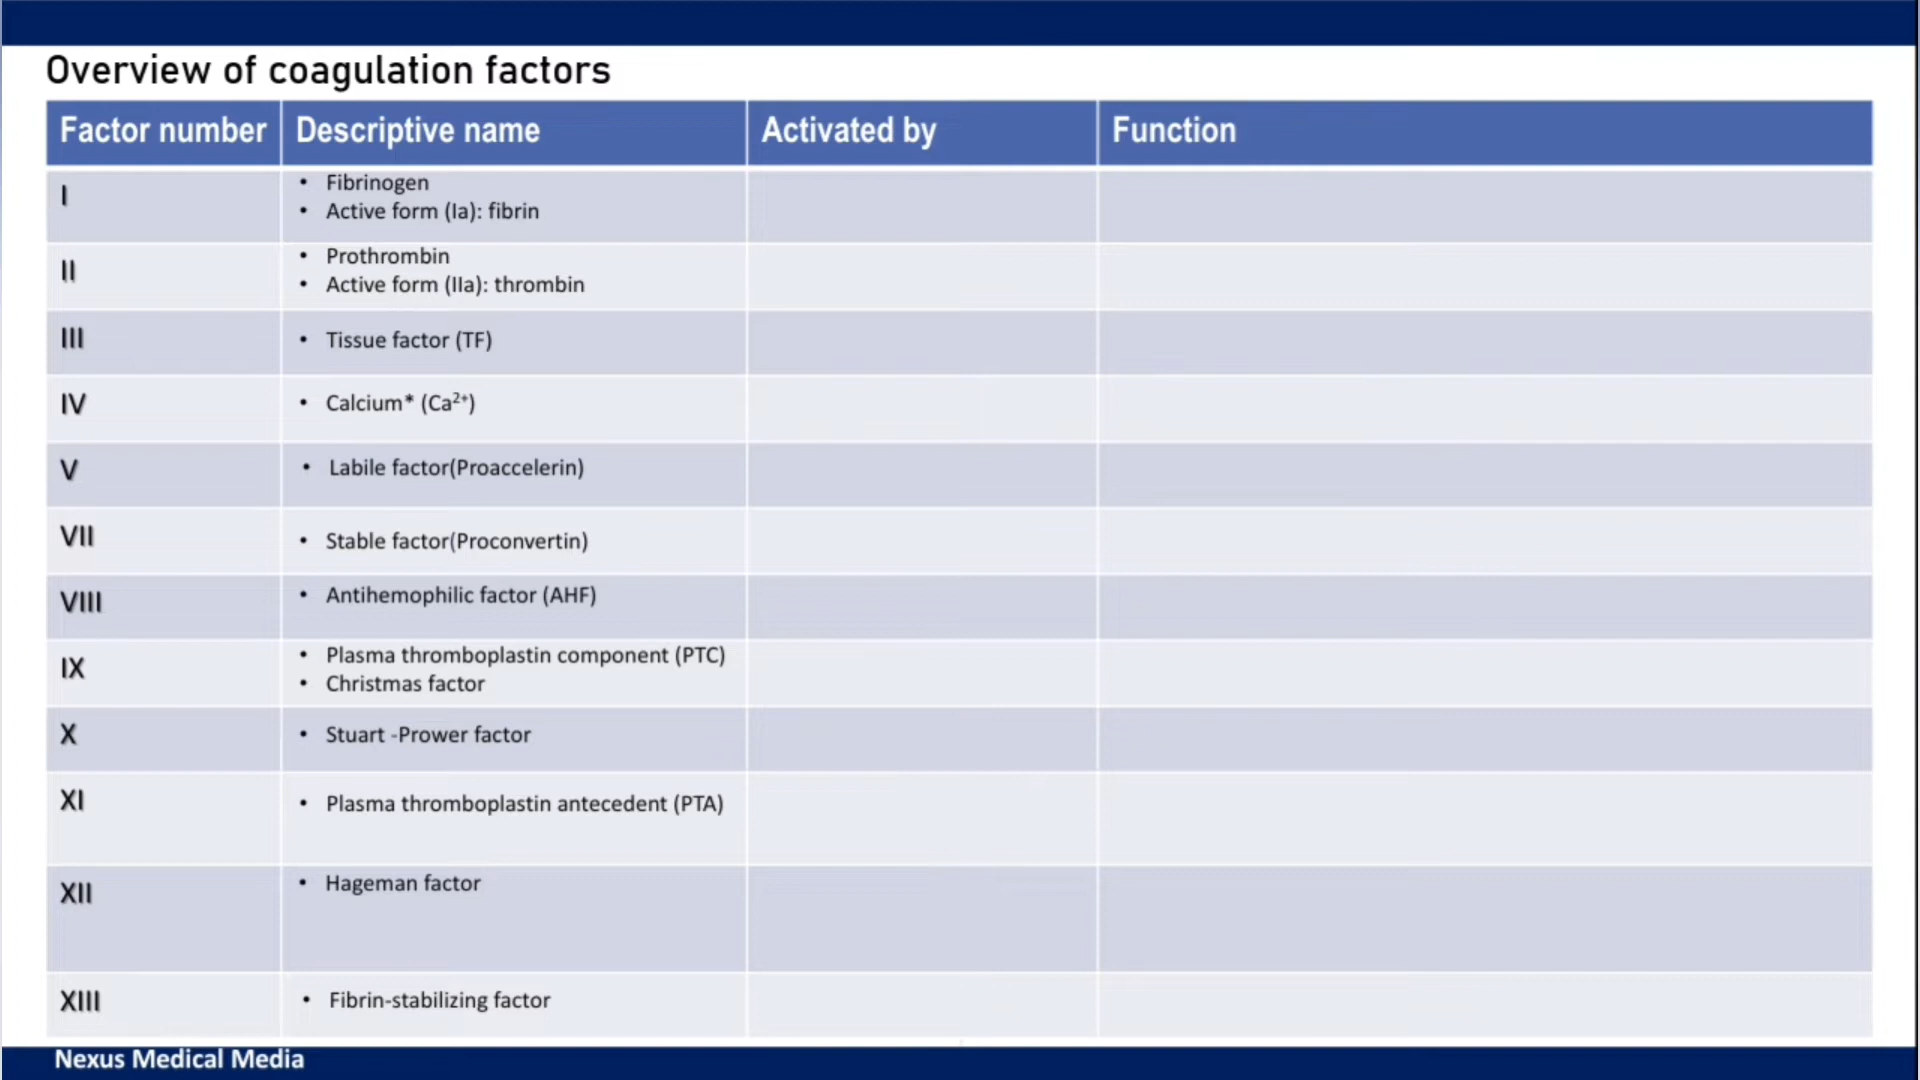 Overview of coagulation factors
Factor number Descriptive name Activated by Function
I
• Fibrinogen
• Active form (Ia): fibrin
II
• Prothrombin
• Active form (IIa): thrombin
III
• Tissue factor (TF)
IV
• Calcium* (Ca²⁺)
V
• Labile factor(Proaccelerin)
VII
• Stable factor(Proconvertin)
VIII
• Antihemophilic factor (AHF)
IX
• Plasma thromboplastin component (PTC)
• Christmas factor
X
• Stuart -Prower factor
XI
• Plasma thromboplastin antecedent (PTA)
XII
• Hageman factor
XIII
• Fibrin-stabilizing factor
Nexus Medical Media